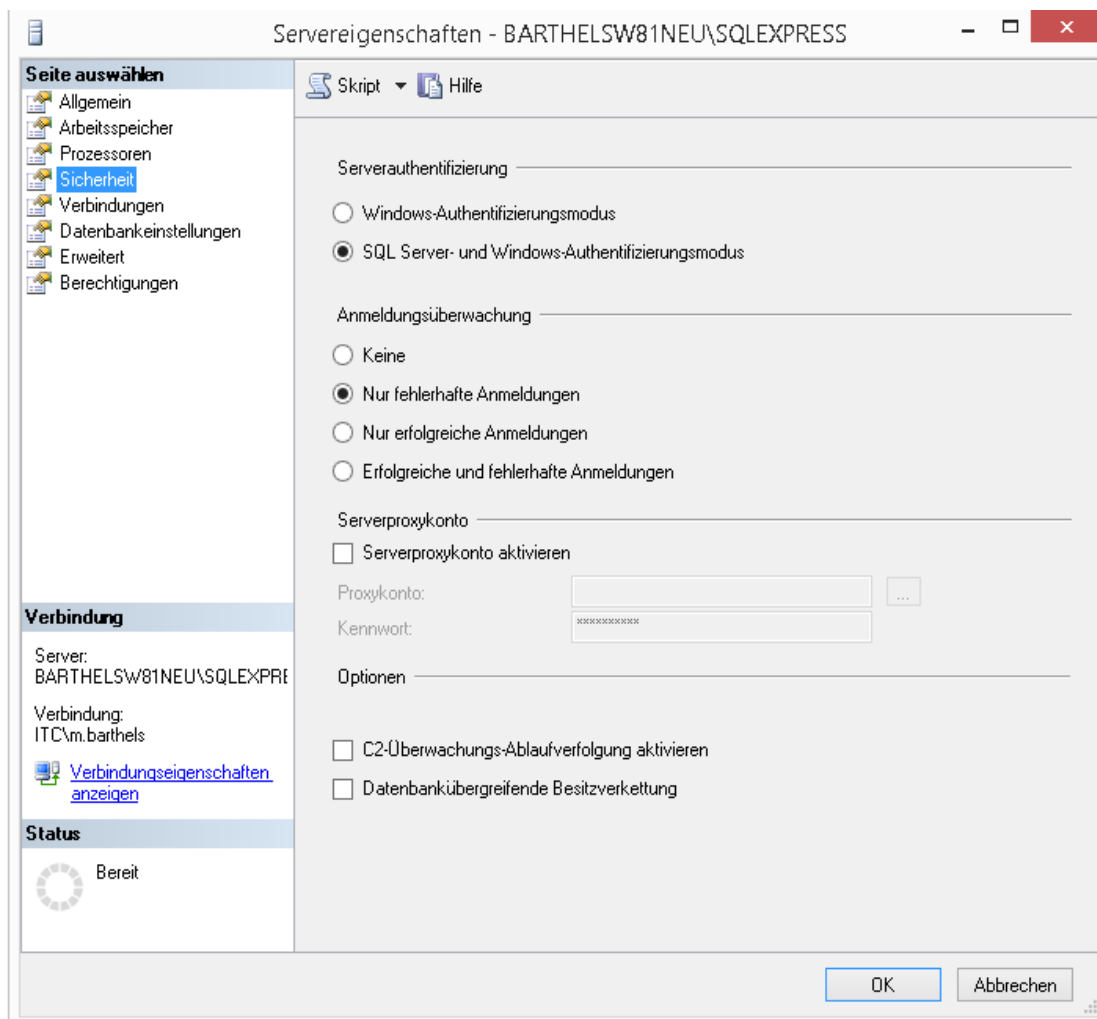 Servereigenschaften - BARTHELSW81NEU\SQLEXPRESS
Seite auswählen
Allgemein
Arbeitsspeicher
Prozessoren
Sicherheit
Verbindungen
Datenbankeinstellungen
Erweitert
Berechtigungen
Skript
Hilfe
Serverauthentifizierung
Windows-Authentifizierungsmodus
SQL Server- und Windows-Authentifizierungsmodus
Anmeldungsüberwachung
Keine
Nur fehlerhafte Anmeldungen
Nur erfolgreiche Anmeldungen
Erfolgreiche und fehlerhafte Anmeldungen
Serverproxykonto
Serverproxykonto aktivieren
Proxykonto:
...
Kennwort:
**********
Optionen
C2-Überwachungs-Ablaufverfolgung aktivieren
Datenbankübergreifende Besitzverkettung
Verbindung
Server:
BARTHELSW81NEU\SQLEXPRE
Verbindung:
ITC\m.barthels
Verbindungseigenschaften
anzeigen
Status
Bereit
OK
Abbrechen